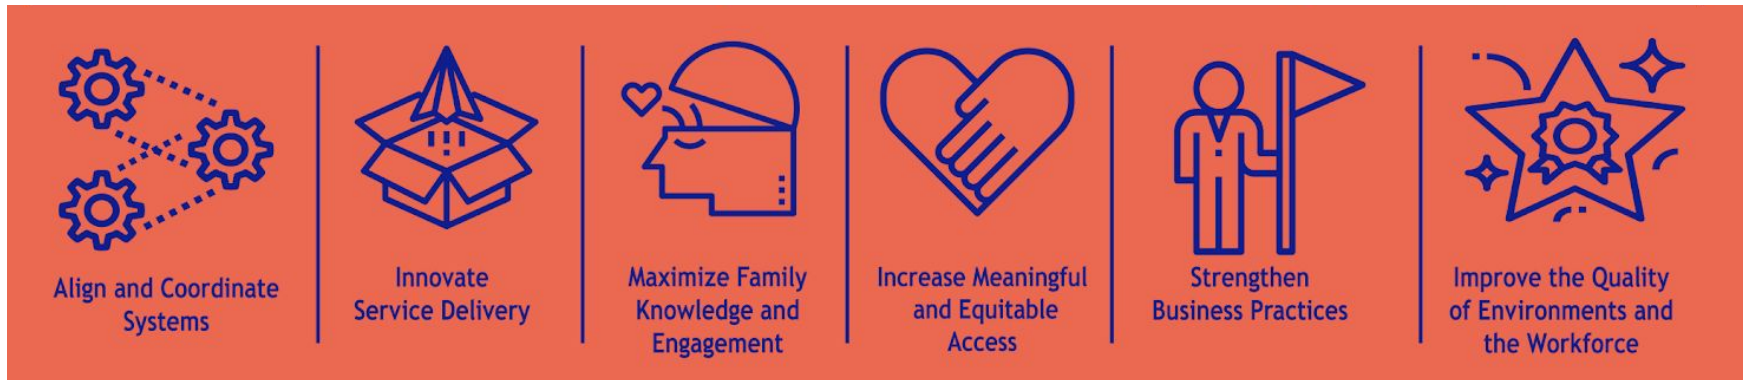 Align and Coordinate
Systems
Innovate
Service Delivery
Maximize Family
Knowledge and
Engagement
Increase Meaningful
and Equitable
Access
Strengthen
Business Practices
Improve the Quality
of Environments and
the Workforce